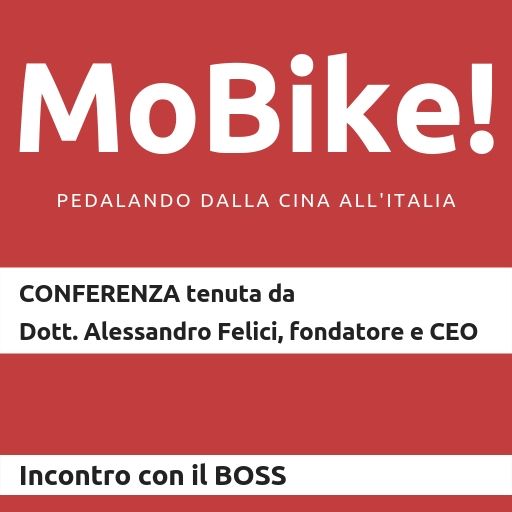 MoBike!
PEDALANDO DALLA CINA ALL'ITALIA
CONFERENZA tenuta da
Dott. Alessandro Felici, fondatore e CEO
Incontro con il BOSS